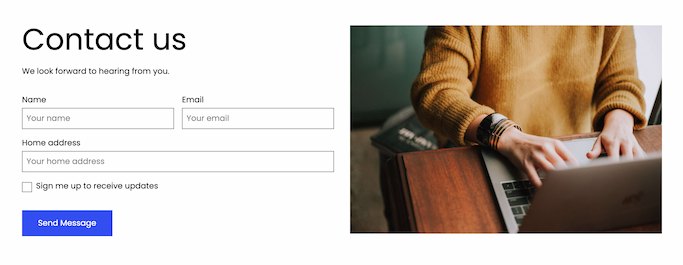 Contact us
We look forward to hearing from you.
Name Email
Your name Your email
Home address
Your home address
Sign me up to receive updates
Send Message